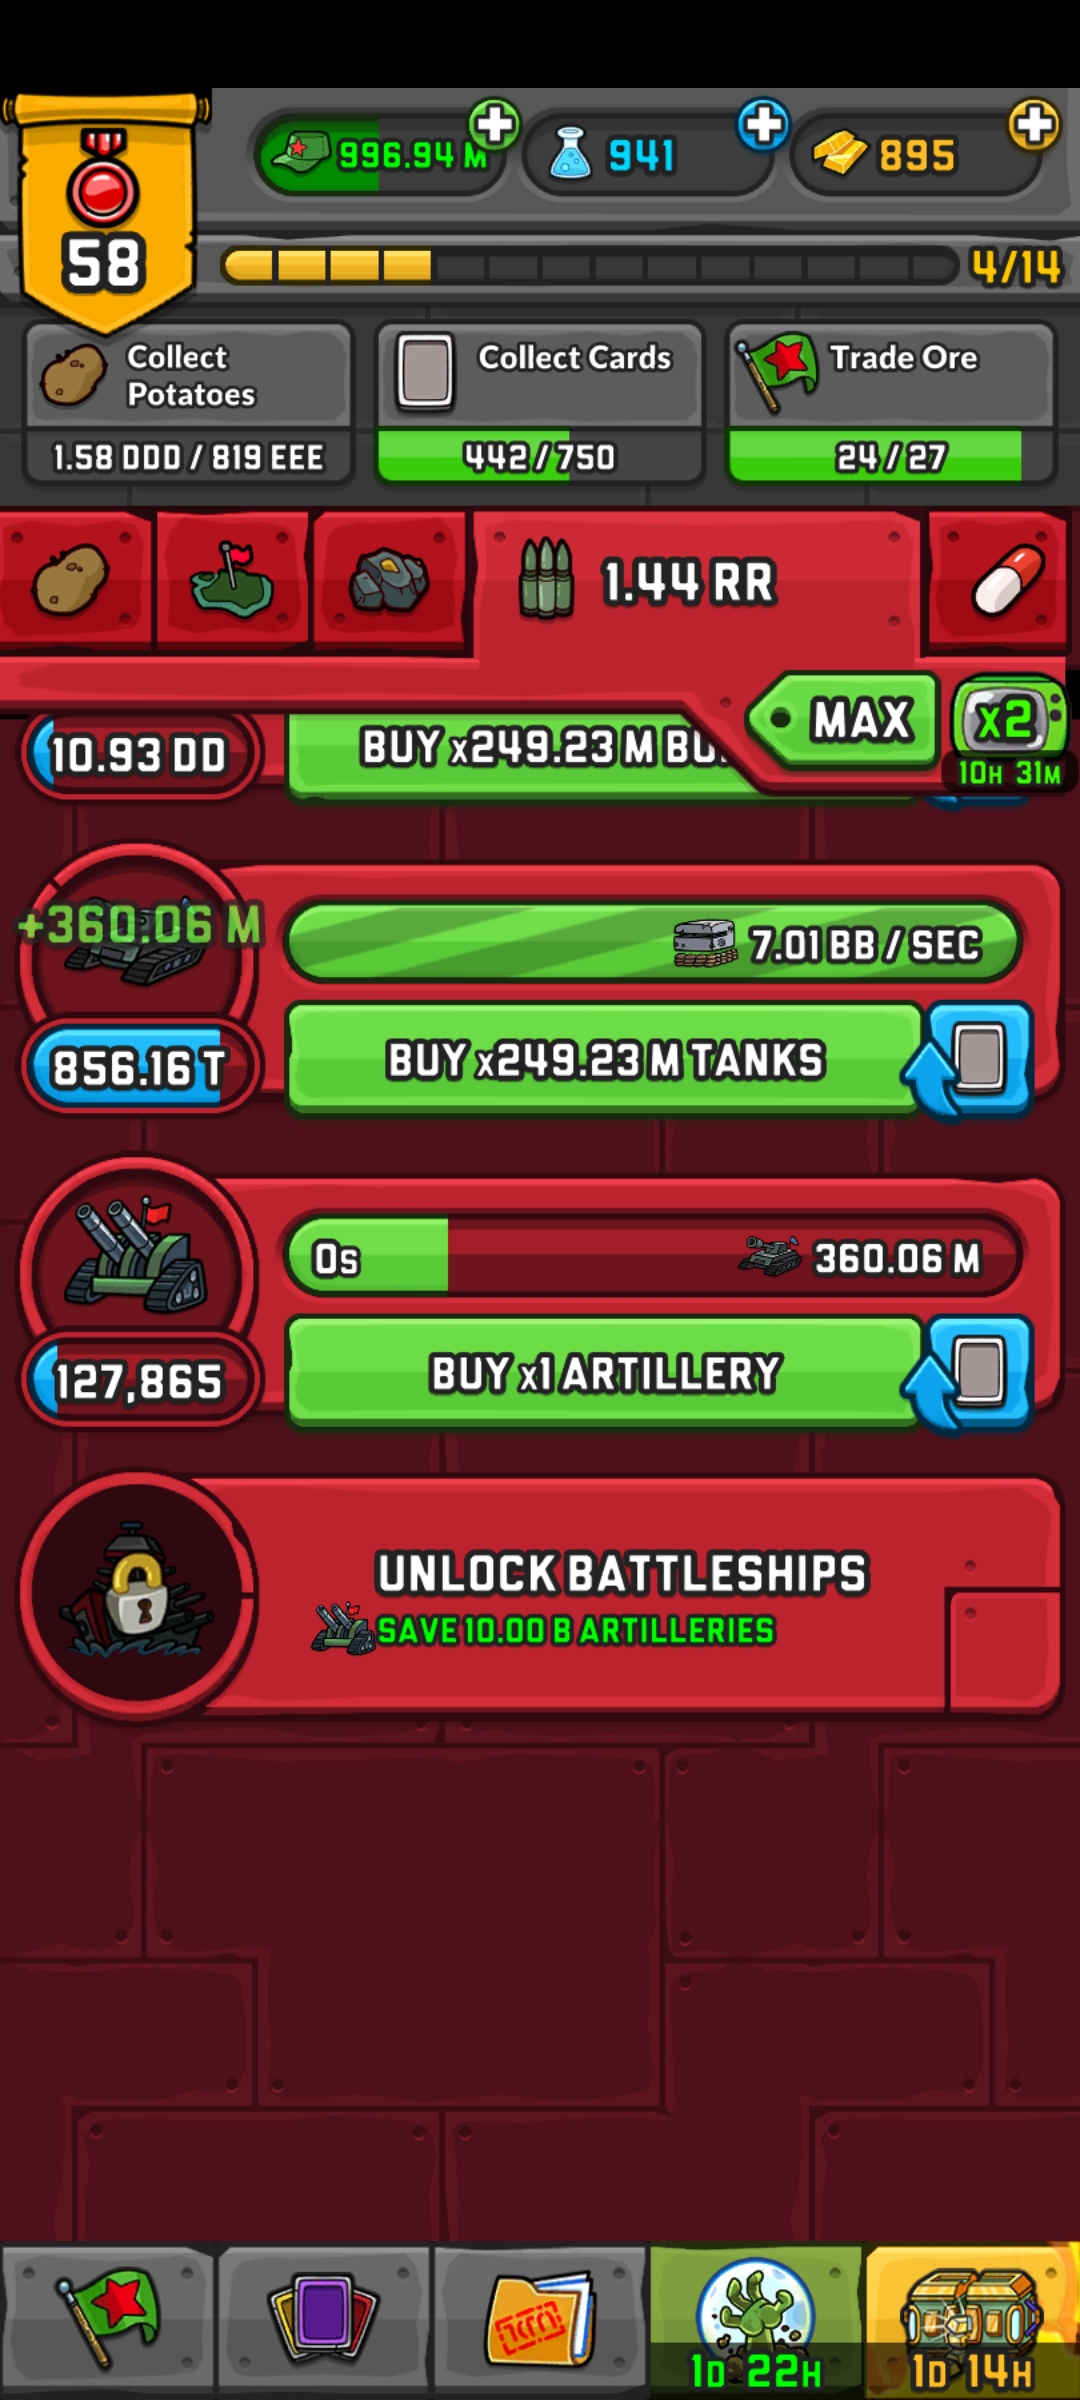 58
996.94 M
941
895
4/14
Collect
Potatoes
1.58 DDD / 819 EEE
Collect Cards
442 / 750
Trade Ore
24 / 27
1.44 RR
MAX
x2
10H 31M
10.93 DD
BUY x249.23 M BU
+360.06 M
7.01 BB / SEC
856.16 T
BUY x249.23 M TANKS
0s
360.06 M
127,865
BUY x1 ARTILLERY
UNLOCK BATTLESHIPS
SAVE 10.00 B ARTILLERIES
1D 22H
1D 14H